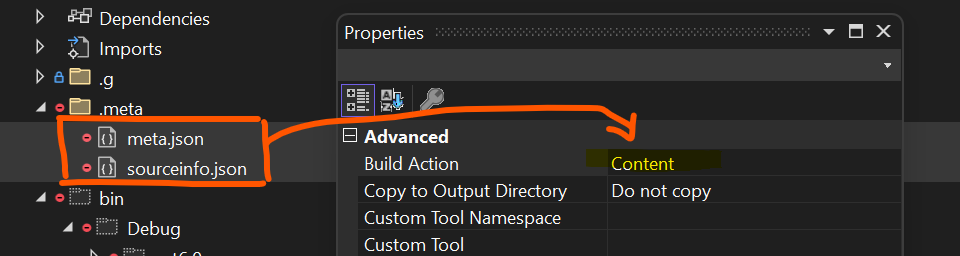 Dependencies
Imports
.g
.meta
meta.json
sourceinfo.json
bin
Debug
Properties
Advanced
Build Action Content
Copy to Output Directory Do not copy
Custom Tool Namespace
Custom Tool